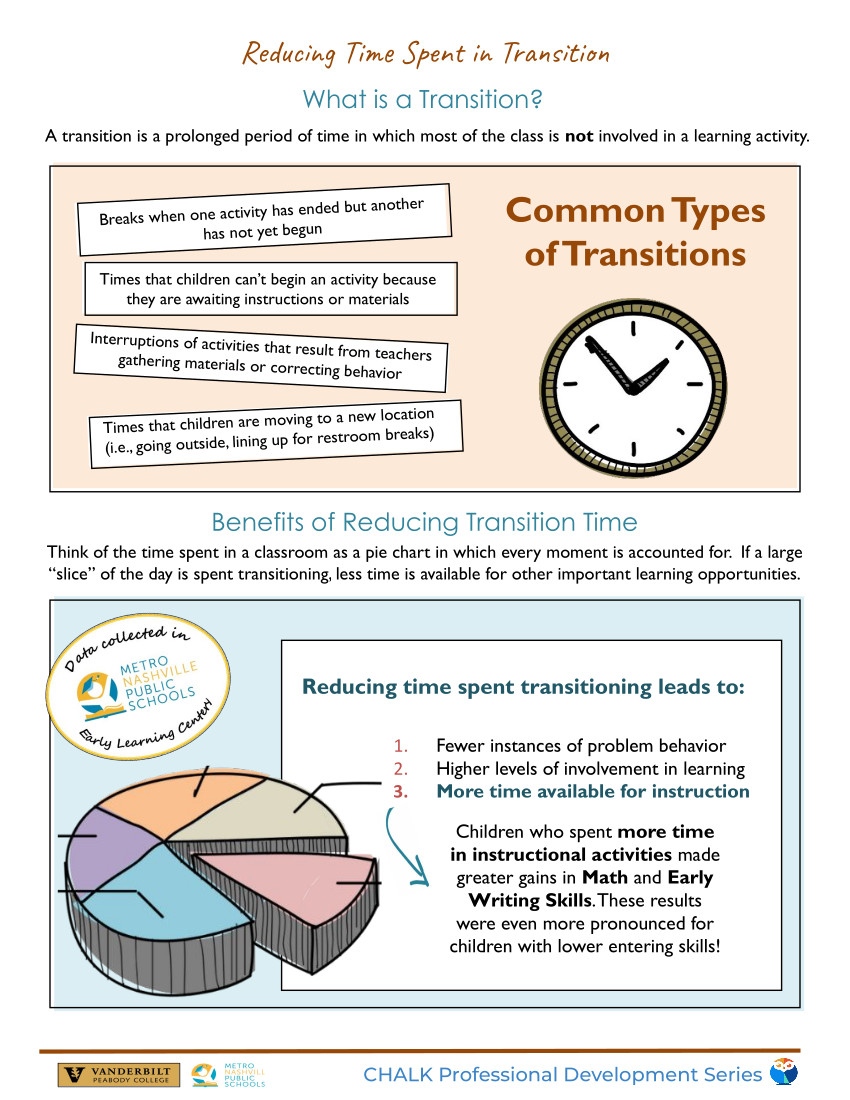 Reducing Time Spent in Transition
What is a Transition?
A transition is a prolonged period of time in which most of the class is not involved in a learning activity.
Breaks when one activity has ended but another
has not yet begun
Times that children can't begin an activity because
they are awaiting instructions or materials
Interruptions of activities that result from teachers
gathering materials or correcting behavior
Times that children are moving to a new location
(i.e., going outside, lining up for restroom breaks)
Common Types
of Transitions
Benefits of Reducing Transition Time
Think of the time spent in a classroom as a pie chart in which every moment is accounted for. If a large
“slice” of the day is spent transitioning, less time is available for other important learning opportunities.
Data collected in
METRO
NASHVILLE
PUBLIC
SCHOOLS
Early Learning Centers!
Reducing time spent transitioning leads to:
1. Fewer instances of problem behavior
2. Higher levels of involvement in learning
3. More time available for instruction
Children who spent more time
in instructional activities made
greater gains in Math and Early
Writing Skills. These results
were even more pronounced for
children with lower entering skills!
VANDERBILT
PEABODY COLLEGE
METRO
NASHVILL
PUBLIC
SCHOOLS
CHALK Professional Development Series